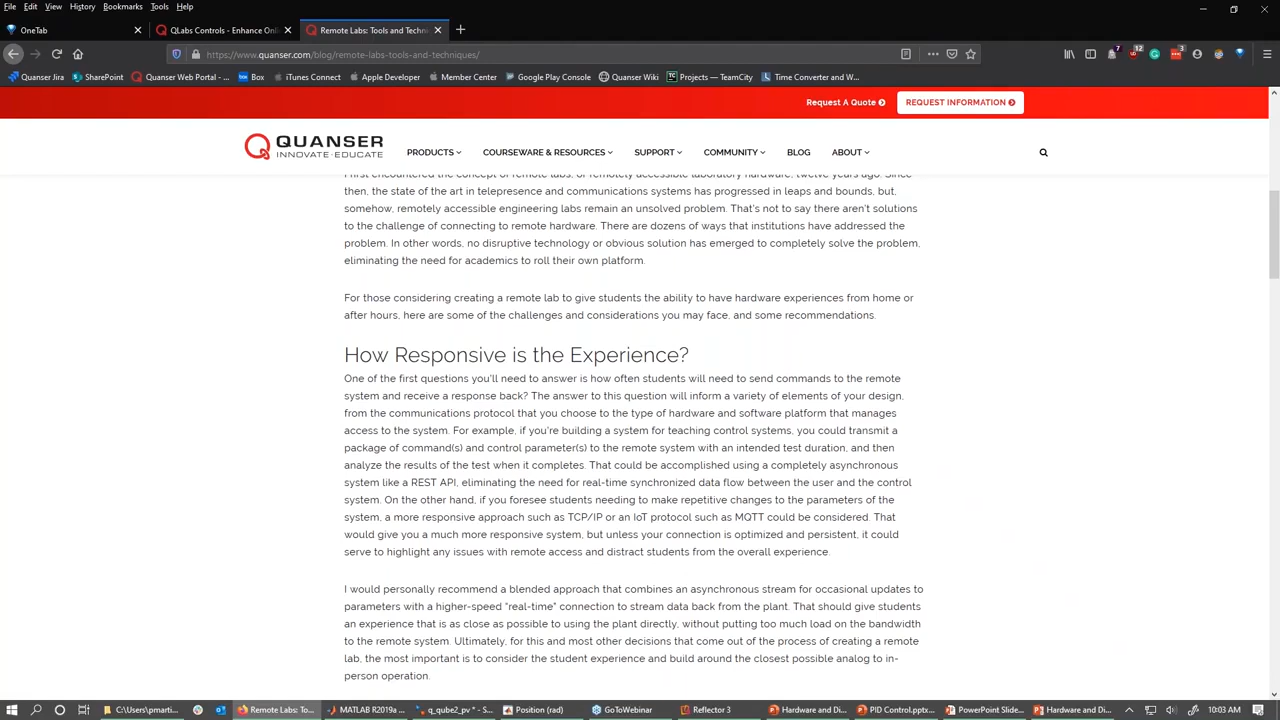 File Edit View History Bookmarks Tools Help
OneTab
QLabs Controls - Enhance Onl
Remote Labs: Tools and Techni
https://www.quanser.com/blog/remote-labs-tools-and-techniques/
Quanser Jira SharePoint Quanser Web Portal - ... Box iTunes Connect Apple Developer Member Center Google Play Console Quanser Wiki Projects — TeamCity Time Converter and W...
Request A Quote REQUEST INFORMATION
QUANSER
INNOVATE·EDUCATE
PRODUCTS COURSEWARE & RESOURCES SUPPORT COMMUNITY BLOG ABOUT
First encountered the concept of remote labs, or remotely accessible laboratory hardware, twelve years ago. Since
then, the state of the art in telepresence and communications systems has progressed in leaps and bounds, but,
somehow, remotely accessible engineering labs remain an unsolved problem. That's not to say there aren't solutions
to the challenge of connecting to remote hardware. There are dozens of ways that institutions have addressed the
problem. In other words, no disruptive technology or obvious solution has emerged to completely solve the problem,
eliminating the need for academics to roll their own platform.
For those considering creating a remote lab to give students the ability to have hardware experiences from home or
after hours, here are some of the challenges and considerations you may face, and some recommendations.
How Responsive is the Experience?
One of the first questions you'll need to answer is how often students will need to send commands to the remote
system and receive a response back? The answer to this question will inform a variety of elements of your design,
from the communications protocol that you choose to the type of hardware and software platform that manages
access to the system. For example, if you're building a system for teaching control systems, you could transmit a
package of command(s) and control parameter(s) to the remote system with an intended test duration, and then
analyze the results of the test when it completes. That could be accomplished using a completely asynchronous
system like a REST API, eliminating the need for real-time synchronized data flow between the user and the control
system. On the other hand, if you foresee students needing to make repetitive changes to the parameters of the
system, a more responsive approach such as TCP/IP or an IoT protocol such as MQTT could be considered. That
would give you a much more responsive system, but unless your connection is optimized and persistent, it could
serve to highlight any issues with remote access and distract students from the overall experience.
I would personally recommend a blended approach that combines an asynchronous stream for occasional updates to
parameters with a higher-speed "real-time" connection to stream data back from the plant. That should give students
an experience that is as close as possible to using the plant directly, without putting too much load on the bandwidth
to the remote system. Ultimately, for this and most other decisions that come out of the process of creating a remote
lab, the most important is to consider the student experience and build around the closest possible analog to in-
person operation.
C:\Users\pmarti... Remote Labs: To... MATLAB R2019a ... q_qube2_pv * - S... Position (rad) GoToWebinar Reflector 3 Hardware and Di... PID Control.pptx... PowerPoint Slide... Hardware and Di... 10:03 AM